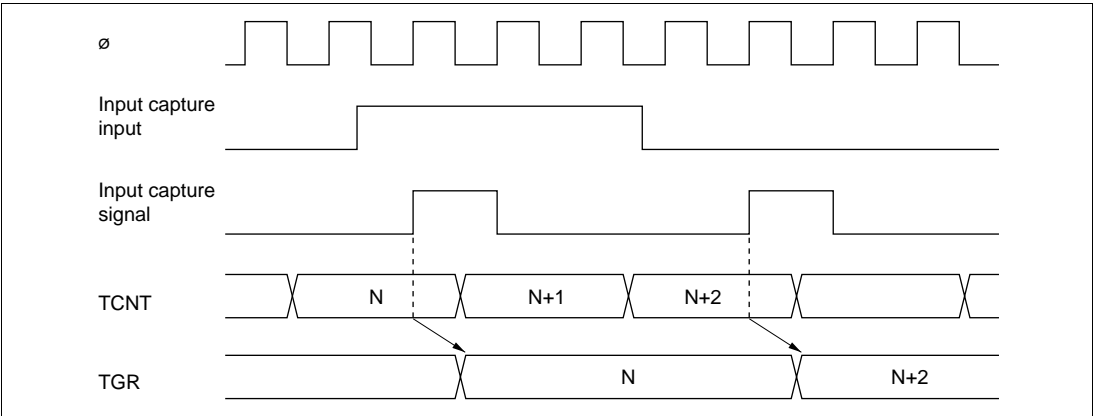 ø
Input capture
input
Input capture
signal
TCNT N N+1 N+2
TGR N N+2